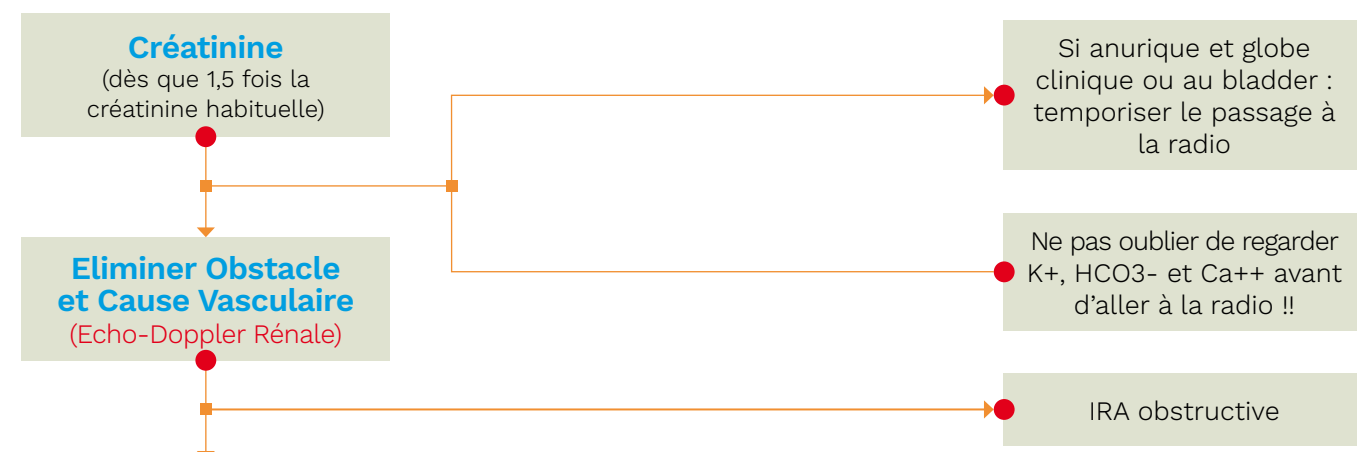 Créatinine
(dès que 1,5 fois la
créatinine habituelle)
Si anurique et globe
clinique ou au bladder :
temporiser le passage à
la radio
Ne pas oublier de regarder
K+, HCO3- et Ca++ avant
d’aller à la radio !!
Eliminer Obstacle
et Cause Vasculaire
(Echo-Doppler Rénale)
IRA obstructive